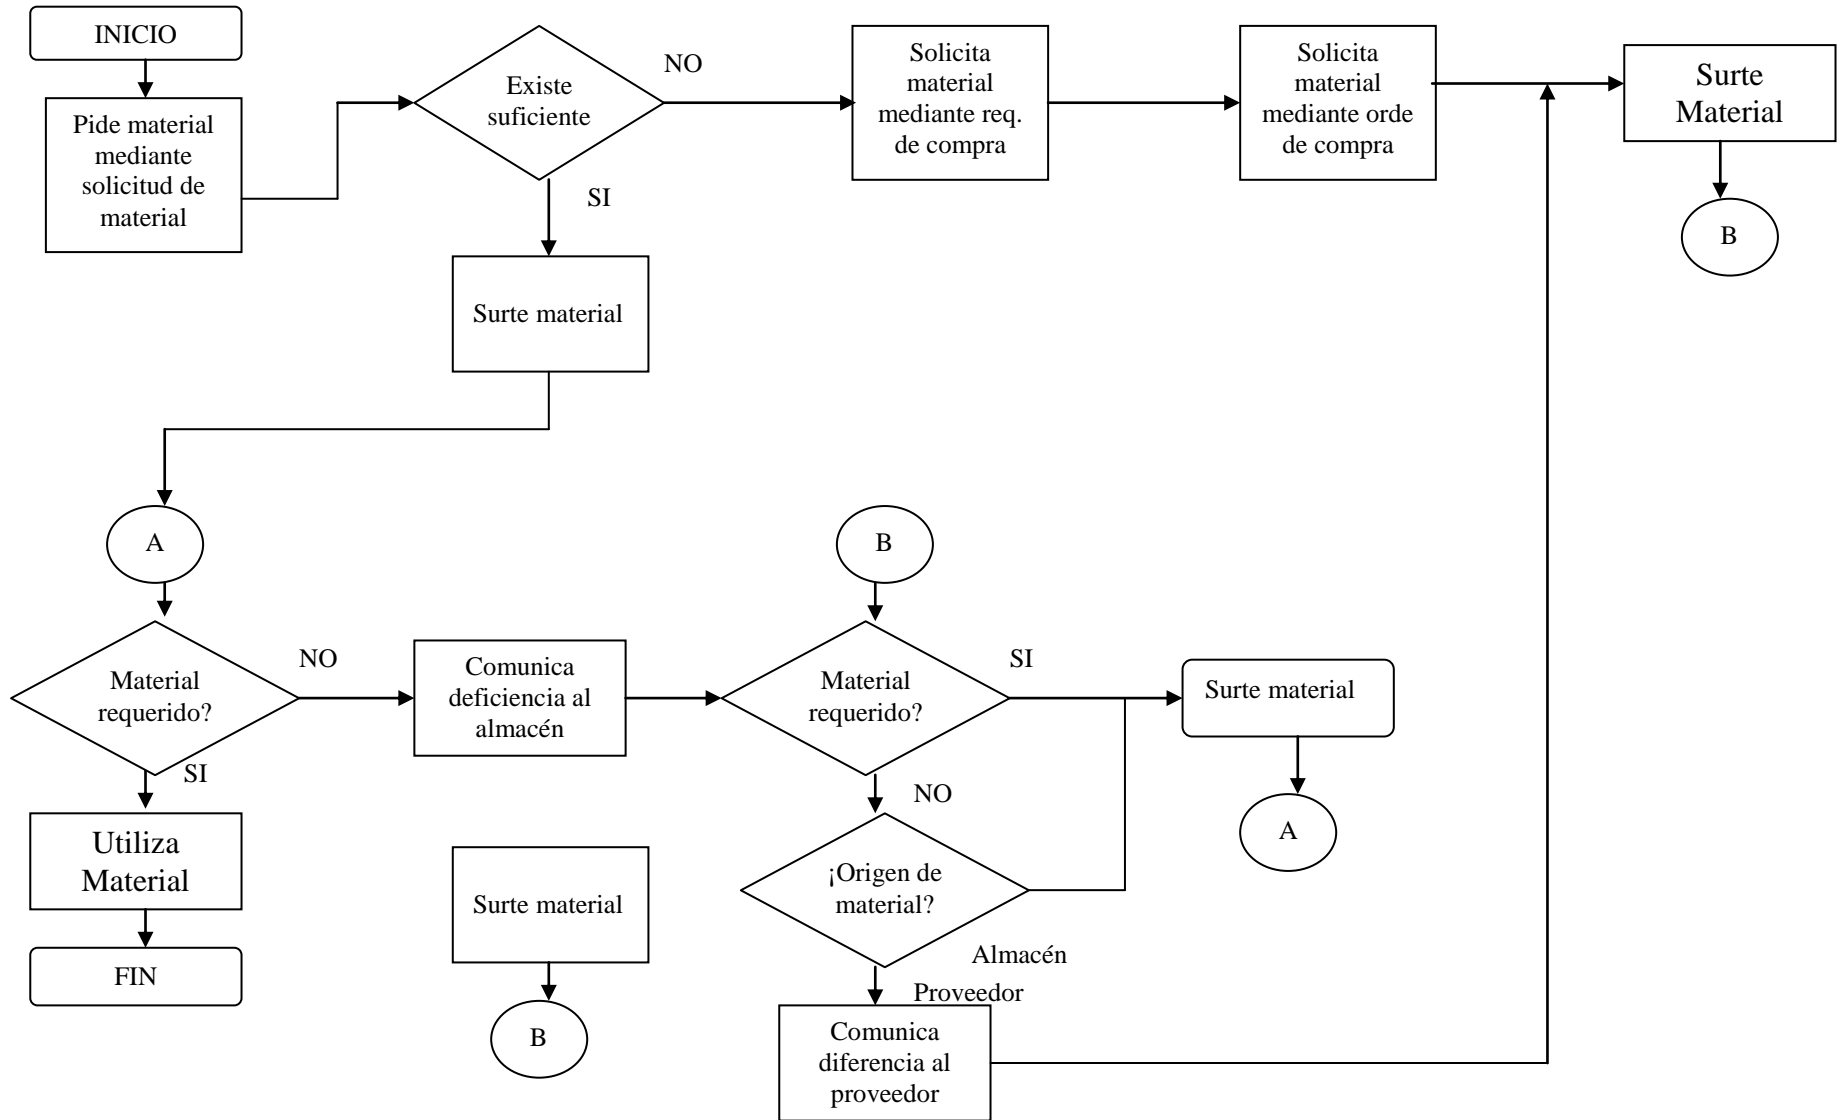 INICIO
Pide material
mediante
solicitud de
material
Existe
suficiente
NO
SI
Solicita
material
mediante req.
de compra
Solicita
material
mediante orde
de compra
Surte
Material
B
Surte material
A
Material
requerido?
NO
SI
Comunica
deficiencia al
almacén
B
Material
requerido?
SI
NO
Surte material
A
Utiliza
Material
FIN
Surte material
B
¡Origen de
material?
Almacén
Proveedor
Comunica
diferencia al
proveedor